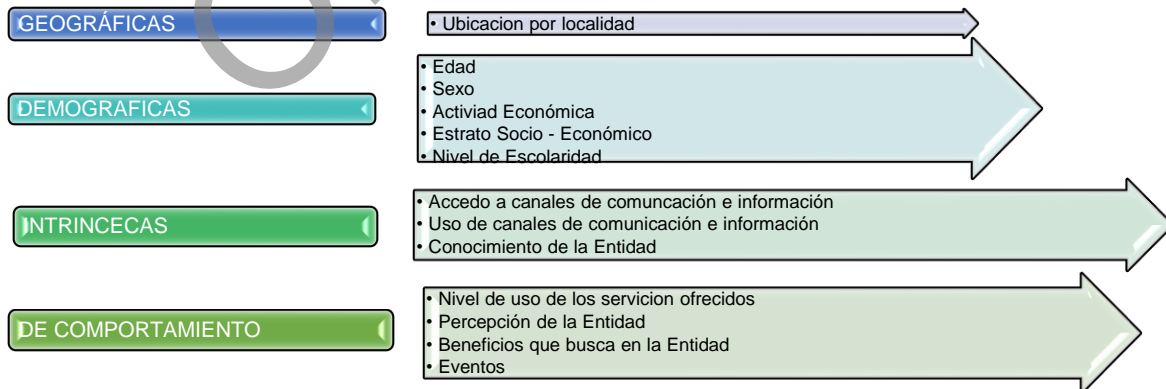 GEOGRÁFICAS
• Ubicacion por localidad
DEMOGRAFICAS
• Edad
• Sexo
• Activiad Económica
• Estrato Socio - Económico
• Nivel de Escolaridad
INTRINCECAS
• Accedo a canales de comuncación e información
• Uso de canales de comunicación e información
• Conocimiento de la Entidad
DE COMPORTAMIENTO
• Nivel de uso de los servicion ofrecidos
• Percepción de la Entidad
• Beneficios que busca en la Entidad
• Eventos